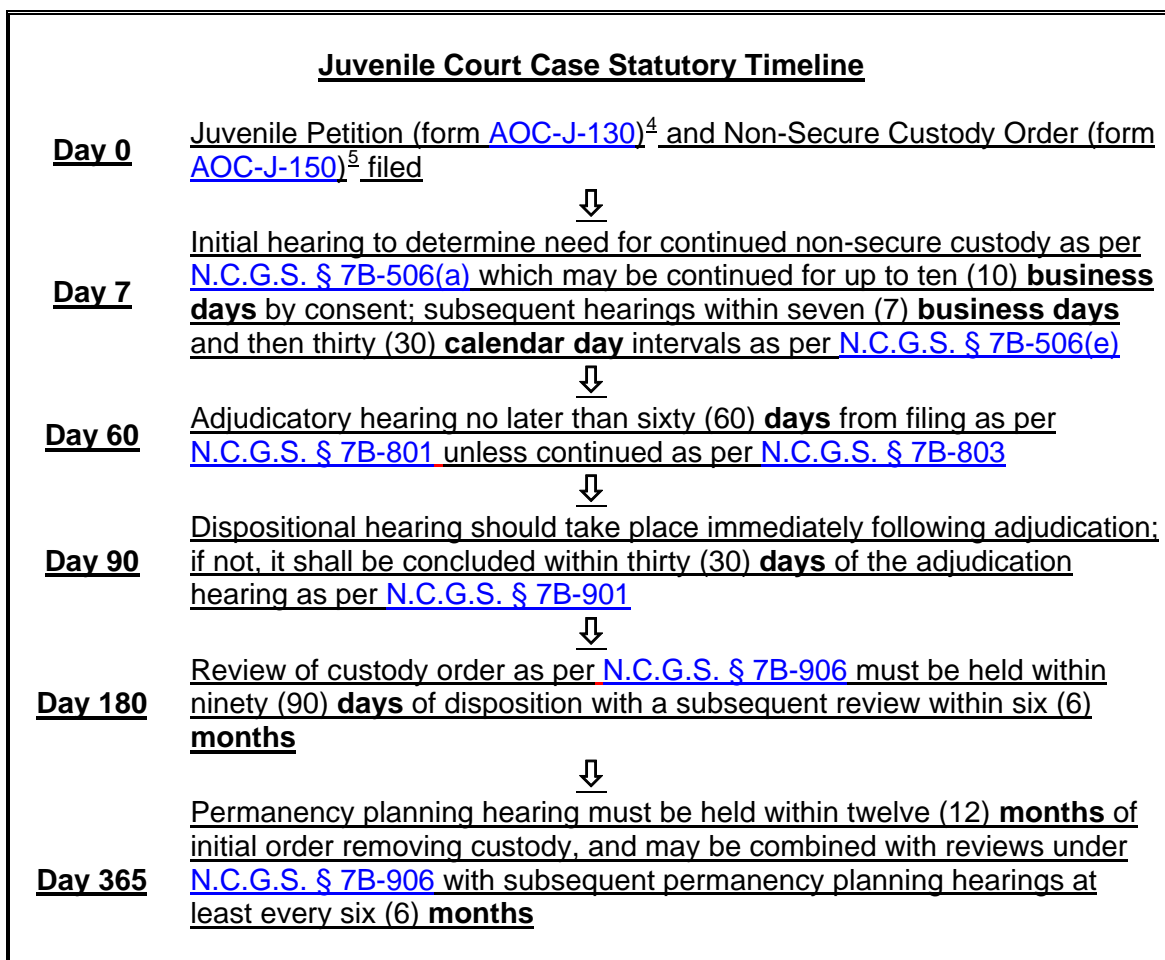 Juvenile Court Case Statutory Timeline
Day 0
Juvenile Petition (form AOC-J-130)4 and Non-Secure Custody Order (form
AOC-J-150)5 filed
⇩
Day 7
Initial hearing to determine need for continued non-secure custody as per
N.C.G.S. § 7B-506(a) which may be continued for up to ten (10) business
days by consent; subsequent hearings within seven (7) business days
and then thirty (30) calendar day intervals as per N.C.G.S. § 7B-506(e)
⇩
Day 60
Adjudicatory hearing no later than sixty (60) days from filing as per
N.C.G.S. § 7B-801 unless continued as per N.C.G.S. § 7B-803
⇩
Day 90
Dispositional hearing should take place immediately following adjudication;
if not, it shall be concluded within thirty (30) days of the adjudication
hearing as per N.C.G.S. § 7B-901
⇩
Day 180
Review of custody order as per N.C.G.S. § 7B-906 must be held within
ninety (90) days of disposition with a subsequent review within six (6)
months
⇩
Day 365
Permanency planning hearing must be held within twelve (12) months of
initial order removing custody, and may be combined with reviews under
N.C.G.S. § 7B-906 with subsequent permanency planning hearings at
least every six (6) months